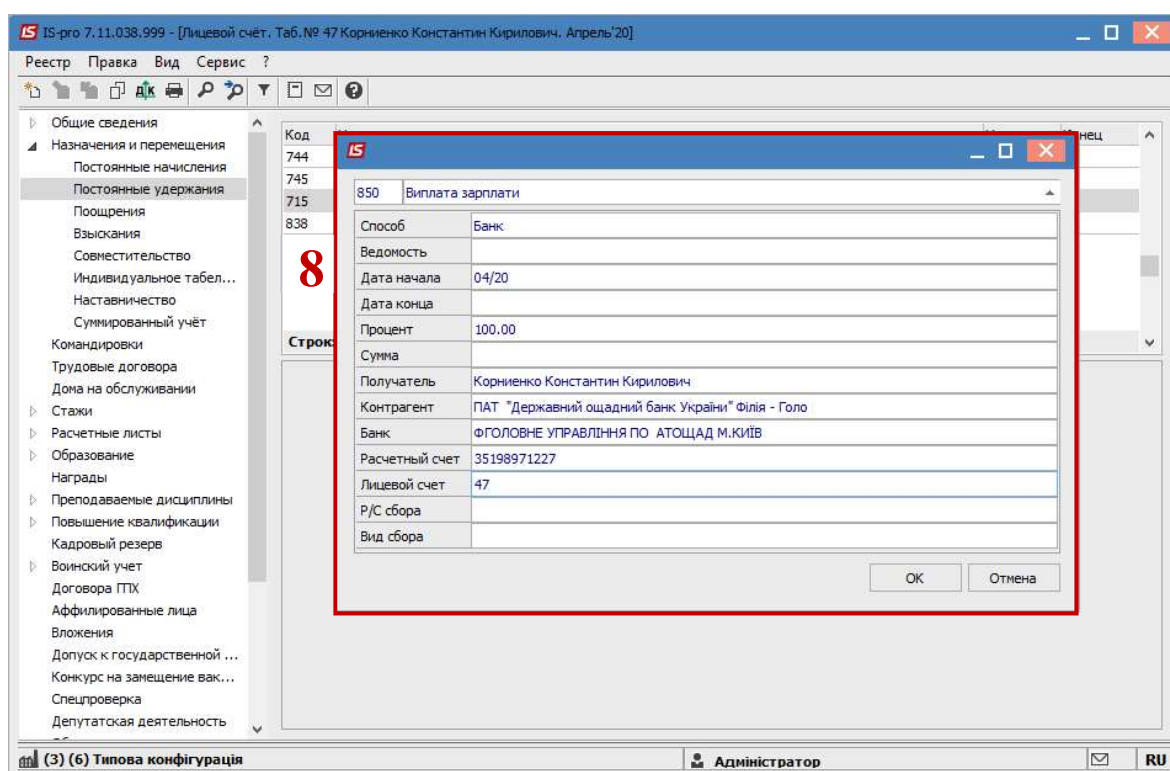 IS-pro 7.11.038.999 - [Лицевой счёт. Таб.№ 47 Корниенко Константин Кирилович. Апрель'20]
Реестр Правка Вид Сервис ?
Общие сведения
Назначения и перемещения
Постоянные начисления
Постоянные удержания
Поощрения
Взыскания
Совместительство
Индивидуальное табел...
Наставничество
Суммированный учёт
Командировки
Трудовые договора
Дома на обслуживании
Стажи
Расчетные листы
Образование
Награды
Преподаваемые дисциплины
Повышение квалификации
Кадровый резерв
Воинский учет
Договора ГПХ
Аффилированные лица
Вложения
Допуск к государственной ...
Конкурс на замещение вак...
Спецпроверка
Депутатская деятельность
Код
744
745
715
838
8
850 Виплата зарплати
Способ Банк
Ведомость
Дата начала 04/20
Дата конца
Процент 100.00
Сумма
Получатель Корниенко Константин Кирилович
Контрагент ПАТ "Державний ощадний банк України" Філія - Голо
Банк ФГОЛОВНЕ УПРАВЛІННЯ ПО АТОЩАД М.КИЇВ
Расчетный счет 35198971227
Лицевой счет 47
Р/С сбора
Вид сбора
OK Отмена
(3) (6) Типова конфігурація Адміністратор RU